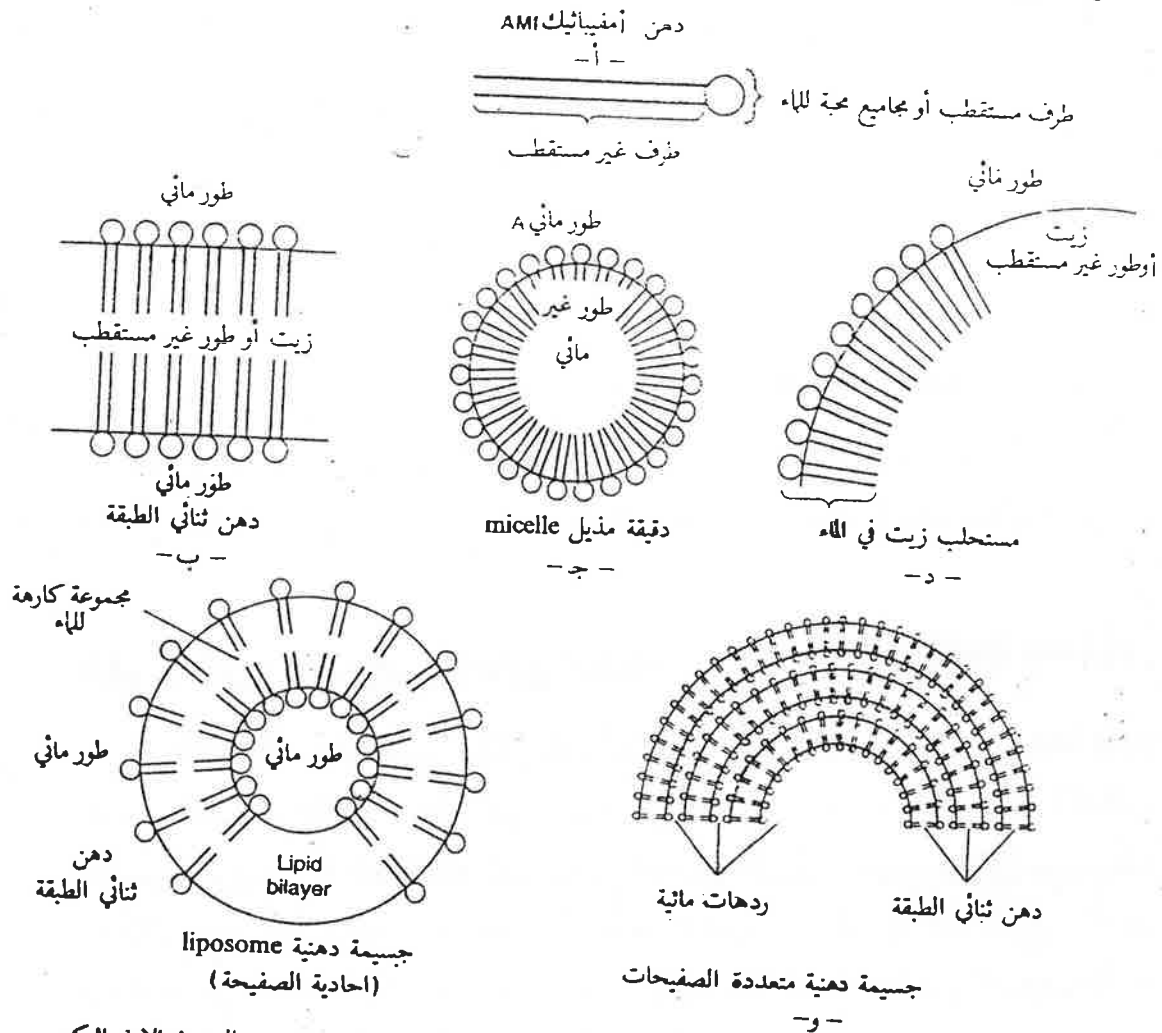 دهن أمفيباثيك AMI
- أ -
طرف مستقطب أو مجاميع محبة للماء
طرف غير مستقطب
طور مائي
زيت أو طور غير مستقطب
طور مائي
دهن ثنائي الطبقة
- ب -
طور مائي A
طور غير
مائي
دقيقة مذيل micelle
- جـ -
طور مائي
زيت
أو طور غير مستقطب
مستحلب زيت في الماء
- د -
مجموعة كارهة
للماء
طور مائي
طور مائي
دهن
ثنائي الطبقة
Lipid
bilayer
جسيمة دهنية liposome
(احادية الصفيحة)
ردهات مائية
دهن ثنائي الطبقة
جسيمة دهنية متعددة الصفيحات
- و -